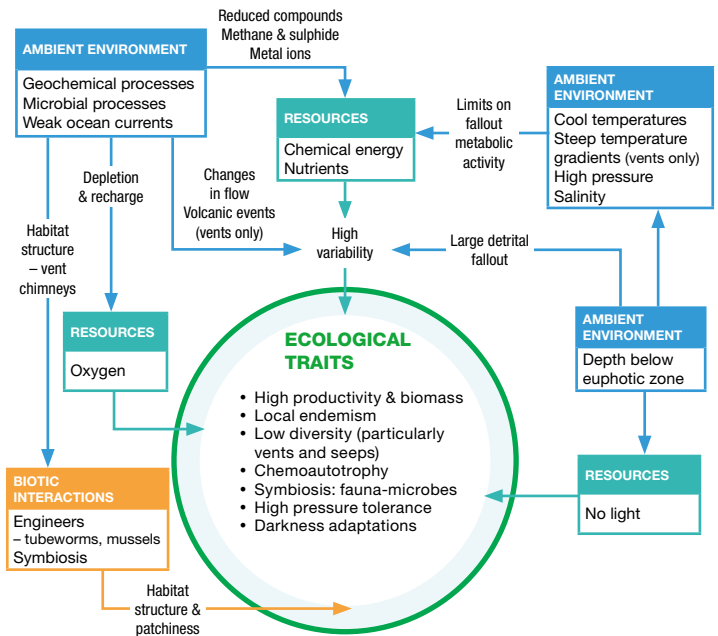 Reduced compounds
Methane & sulphide
Metal ions
AMBIENT ENVIRONMENT
Geochemical processes
Microbial processes
Weak ocean currents
RESOURCES
Chemical energy
Nutrients
Limits on
fallout
metabolic
activity
AMBIENT
ENVIRONMENT
Cool temperatures
Steep temperature
gradients (vents only)
High pressure
Salinity
Depletion
& recharge
Changes
in flow
Volcanic events
(vents only)
Habitat
structure
– vent
chimneys
High
variability
Large detrital
fallout
RESOURCES
Oxygen
AMBIENT
ENVIRONMENT
Depth below
euphotic zone
ECOLOGICAL
TRAITS
• High productivity & biomass
• Local endemism
• Low diversity (particularly
vents and seeps)
• Chemoautotrophy
• Symbiosis: fauna-microbes
• High pressure tolerance
• Darkness adaptations
RESOURCES
No light
BIOTIC
INTERACTIONS
Engineers
– tubeworms, mussels
Symbiosis
Habitat
structure &
patchiness